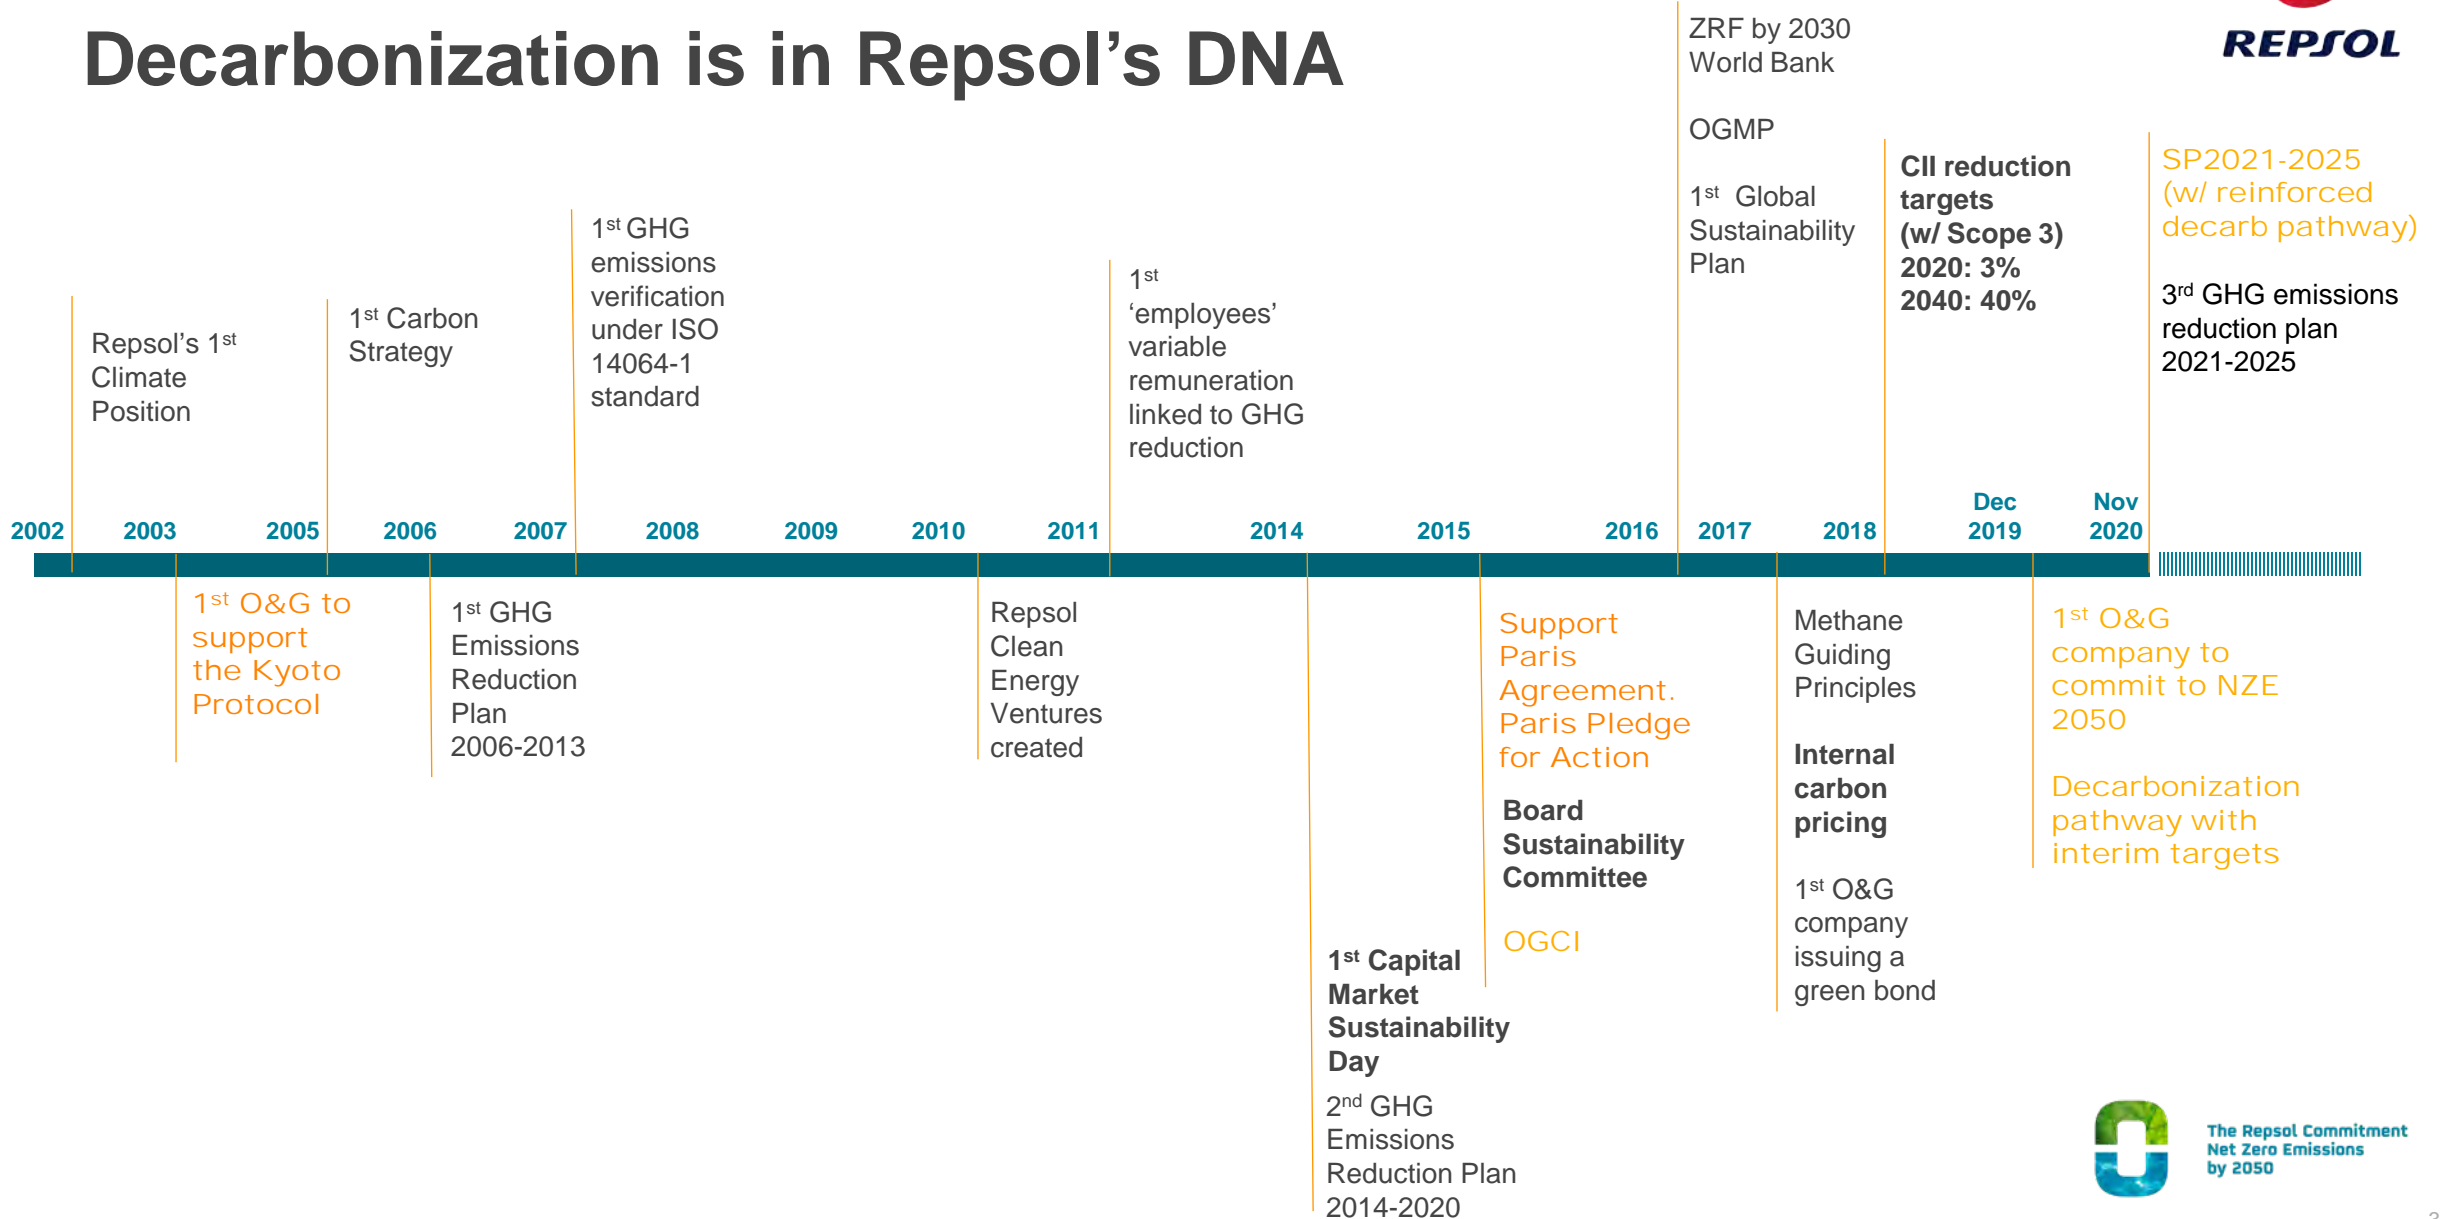 Decarbonization is in Repsol’s DNA
REPSOL
Repsol’s 1st
Climate
Position
1st Carbon
Strategy
1st GHG
emissions
verification
under ISO
14064-1
standard
1st
‘employees’
variable
remuneration
linked to GHG
reduction
ZRF by 2030
World Bank
OGMP
1st Global
Sustainability
Plan
CII reduction
targets
(w/ Scope 3)
2020: 3%
2040: 40%
SP2021-2025
(w/ reinforced
decarb pathway)
3rd GHG emissions
reduction plan
2021-2025
2002 2003 2005 2006 2007 2008 2009 2010 2011 2014 2015 2016 2017 2018 Dec 2019 Nov 2020
1st O&G to
support
the Kyoto
Protocol
1st GHG
Emissions
Reduction
Plan
2006-2013
Repsol
Clean
Energy
Ventures
created
1st Capital
Market
Sustainability
Day
2nd GHG
Emissions
Reduction Plan
2014-2020
Support
Paris
Agreement.
Paris Pledge
for Action
Board
Sustainability
Committee
OGCI
Methane
Guiding
Principles
Internal
carbon
pricing
1st O&G
company
issuing a
green bond
1st O&G
company to
commit to NZE
2050
Decarbonization
pathway with
interim targets
The Repsol Commitment
Net Zero Emissions
by 2050